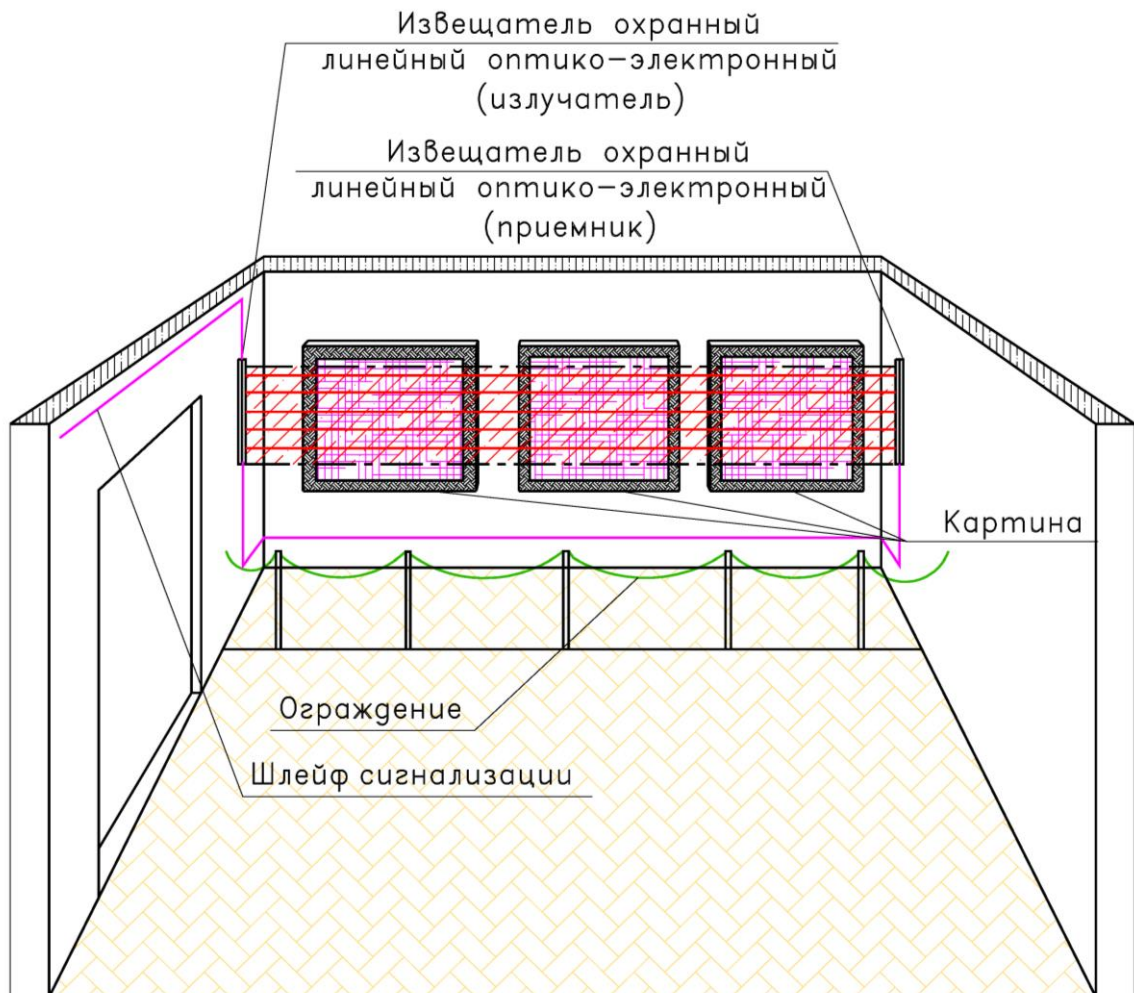 Извещатель охранный
линейный оптико-электронный
(излучатель)
Извещатель охранный
линейный оптико-электронный
(приемник)
Картина
Ограждение
Шлейф сигнализации